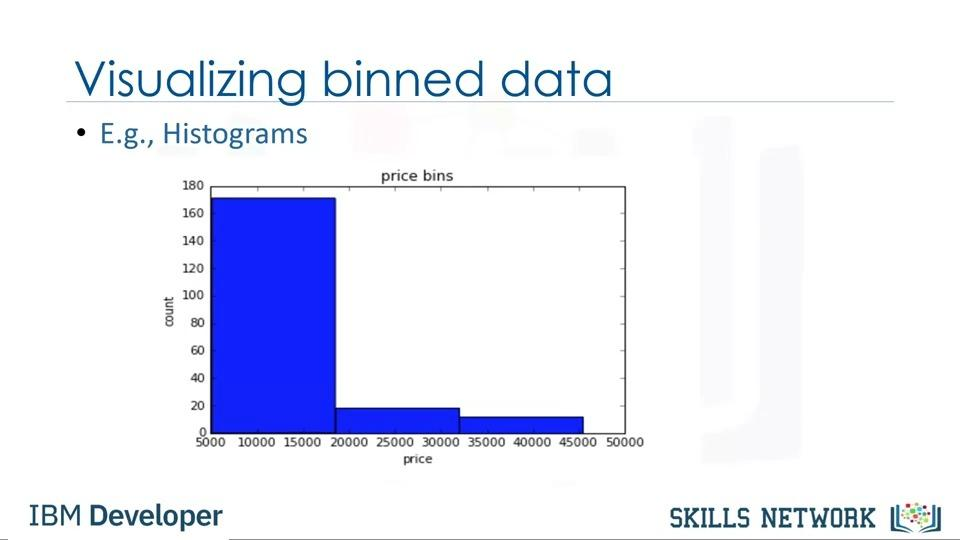 Visualizing binned data
• E.g., Histograms
price bins
180
160
140
120
100
80
60
40
20
0
count
5000 10000 15000 20000 25000 30000 35000 40000 45000 50000
price
IBM Developer
SKILLS NETWORK